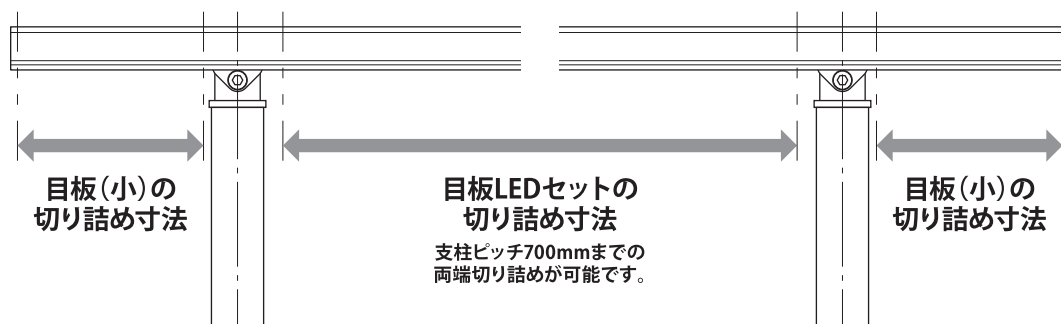 目板（小）の
切り詰め寸法
目板LEDセットの
切り詰め寸法
支柱ピッチ700mmまでの
両端切り詰めが可能です。
目板（小）の
切り詰め寸法